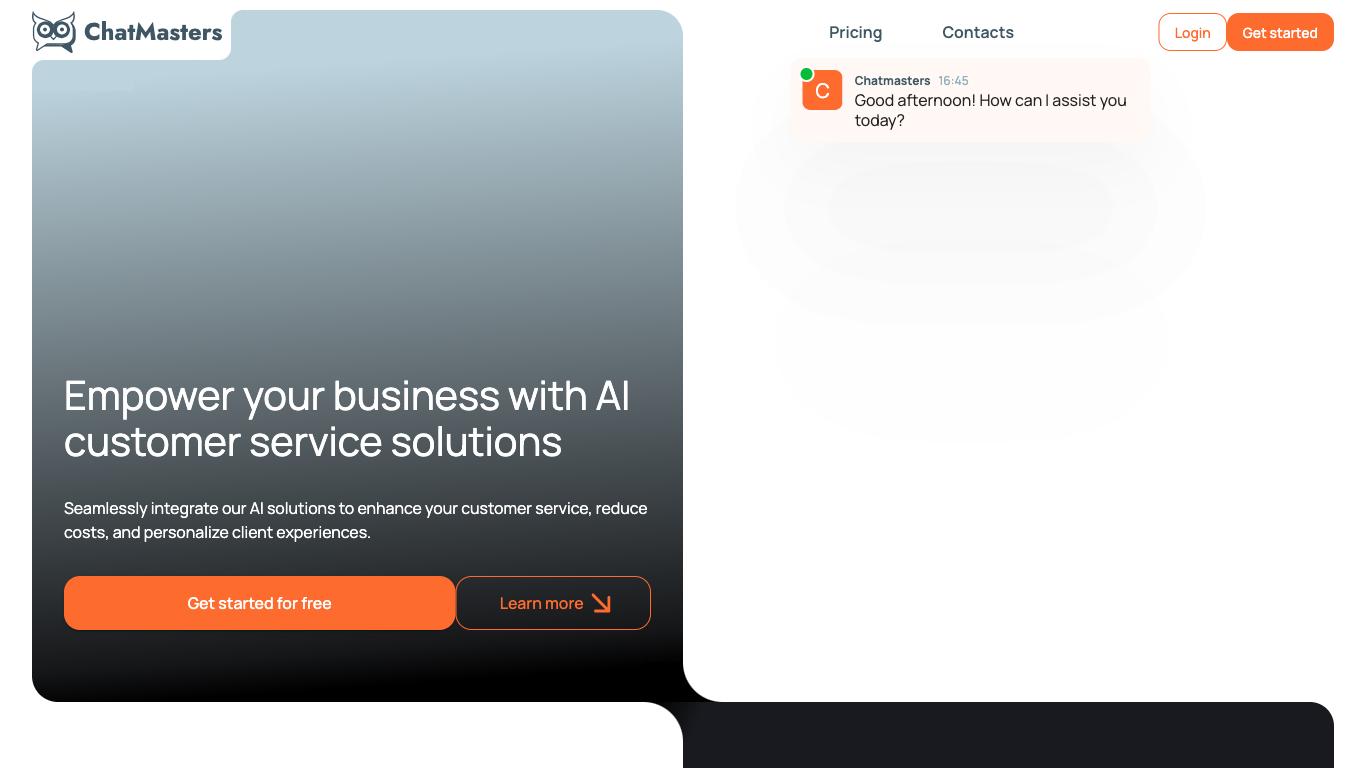 ChatMasters
Pricing
Contacts
Login
Get started
C
Chatmasters 16:45
Good afternoon! How can I assist you
today?
Empower your business with AI
customer service solutions
Seamlessly integrate our AI solutions to enhance your customer service, reduce
costs, and personalize client experiences.
Get started for free
Learn more